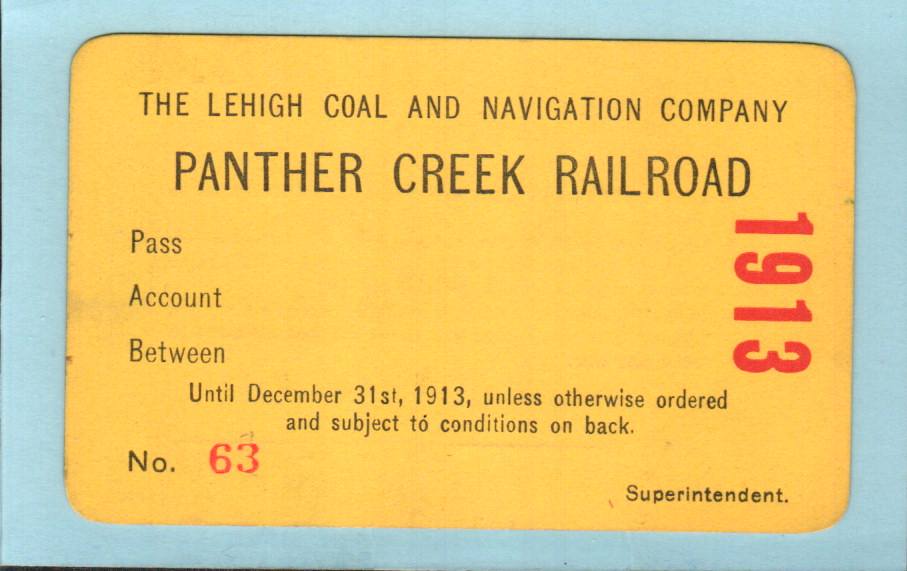 THE LEHIGH COAL AND NAVIGATION COMPANY
PANTHER CREEK RAILROAD
1913
Pass
Account
Between
Until December 31st, 1913, unless otherwise ordered
and subject to conditions on back.
No. 63
Superintendent.